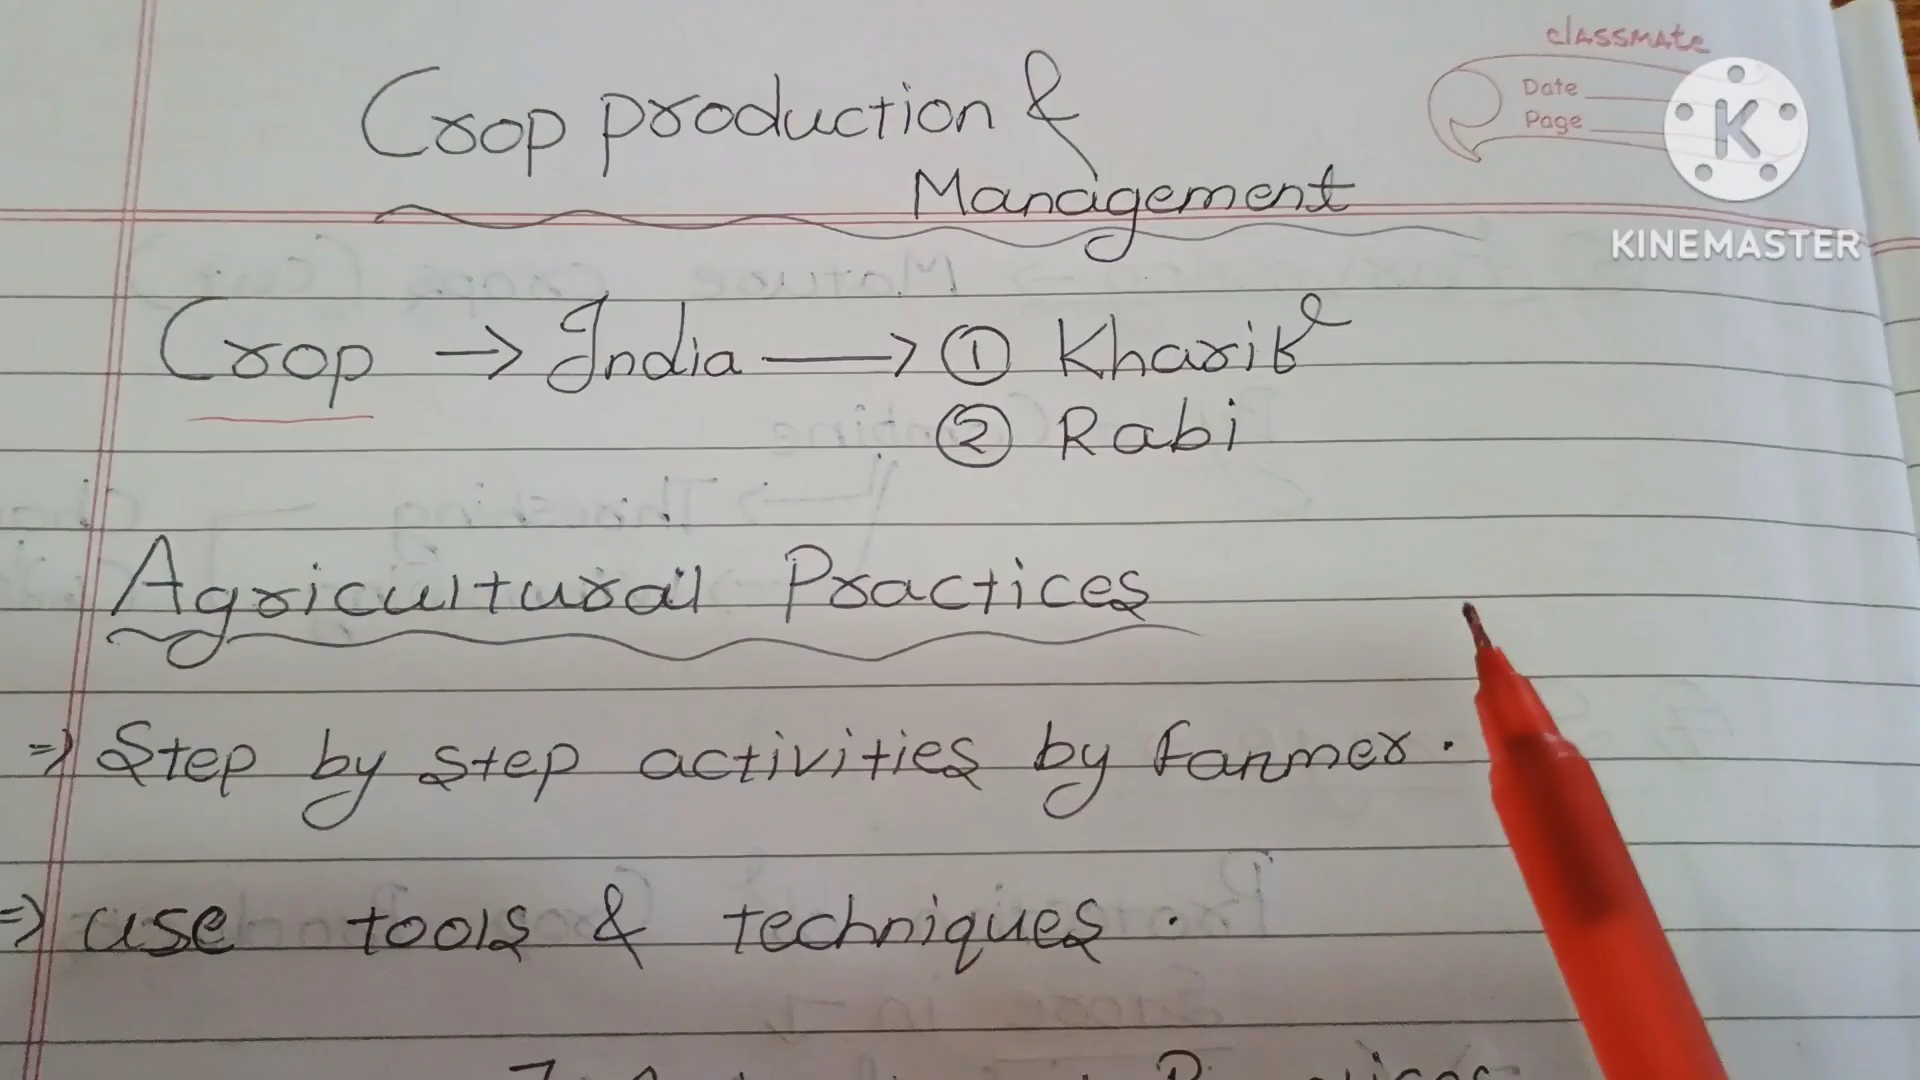 classmate
Date
Page
KINEMASTER
Crop production &
Management
Crop → India → ① Kharif
② Rabi
Agricultural Practices
⇒ Step by step activities by farmer.
⇒ use tools & techniques.